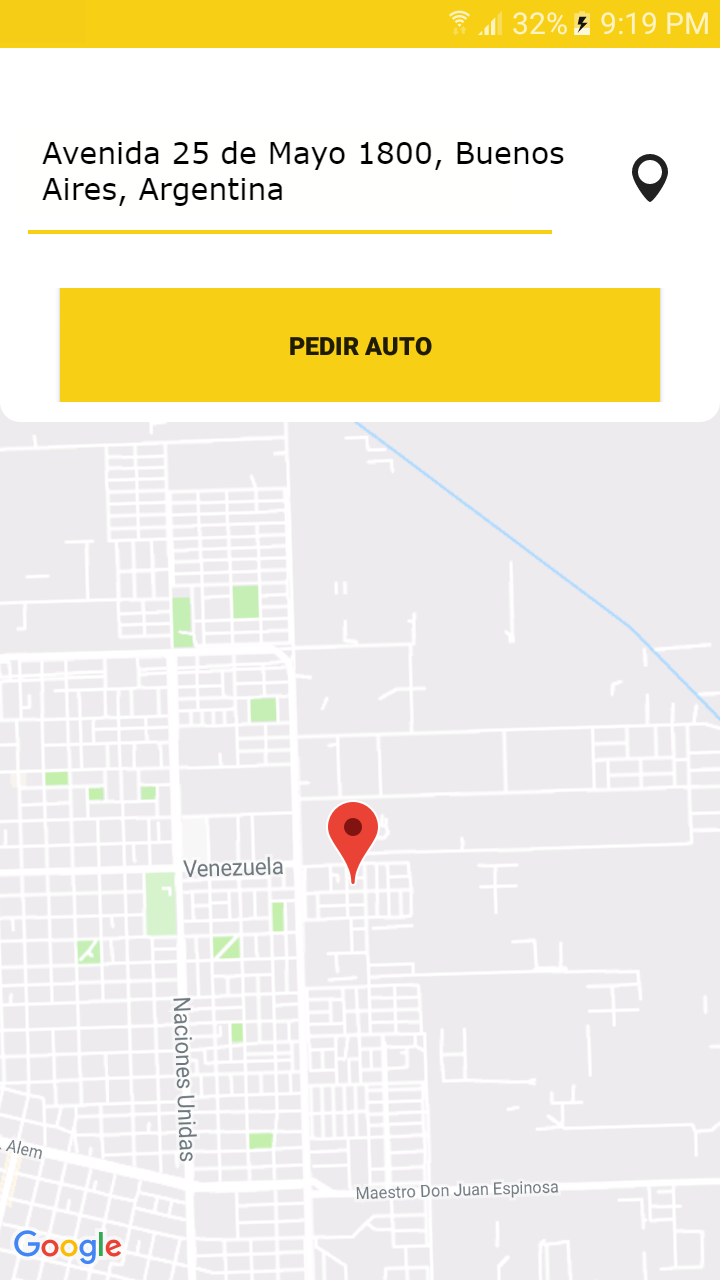 32% 9:19 PM
Avenida 25 de Mayo 1800, Buenos
Aires, Argentina
PEDIR AUTO
Venezuela
Naciones Unidas
. Alem
Maestro Don Juan Espinosa
Google